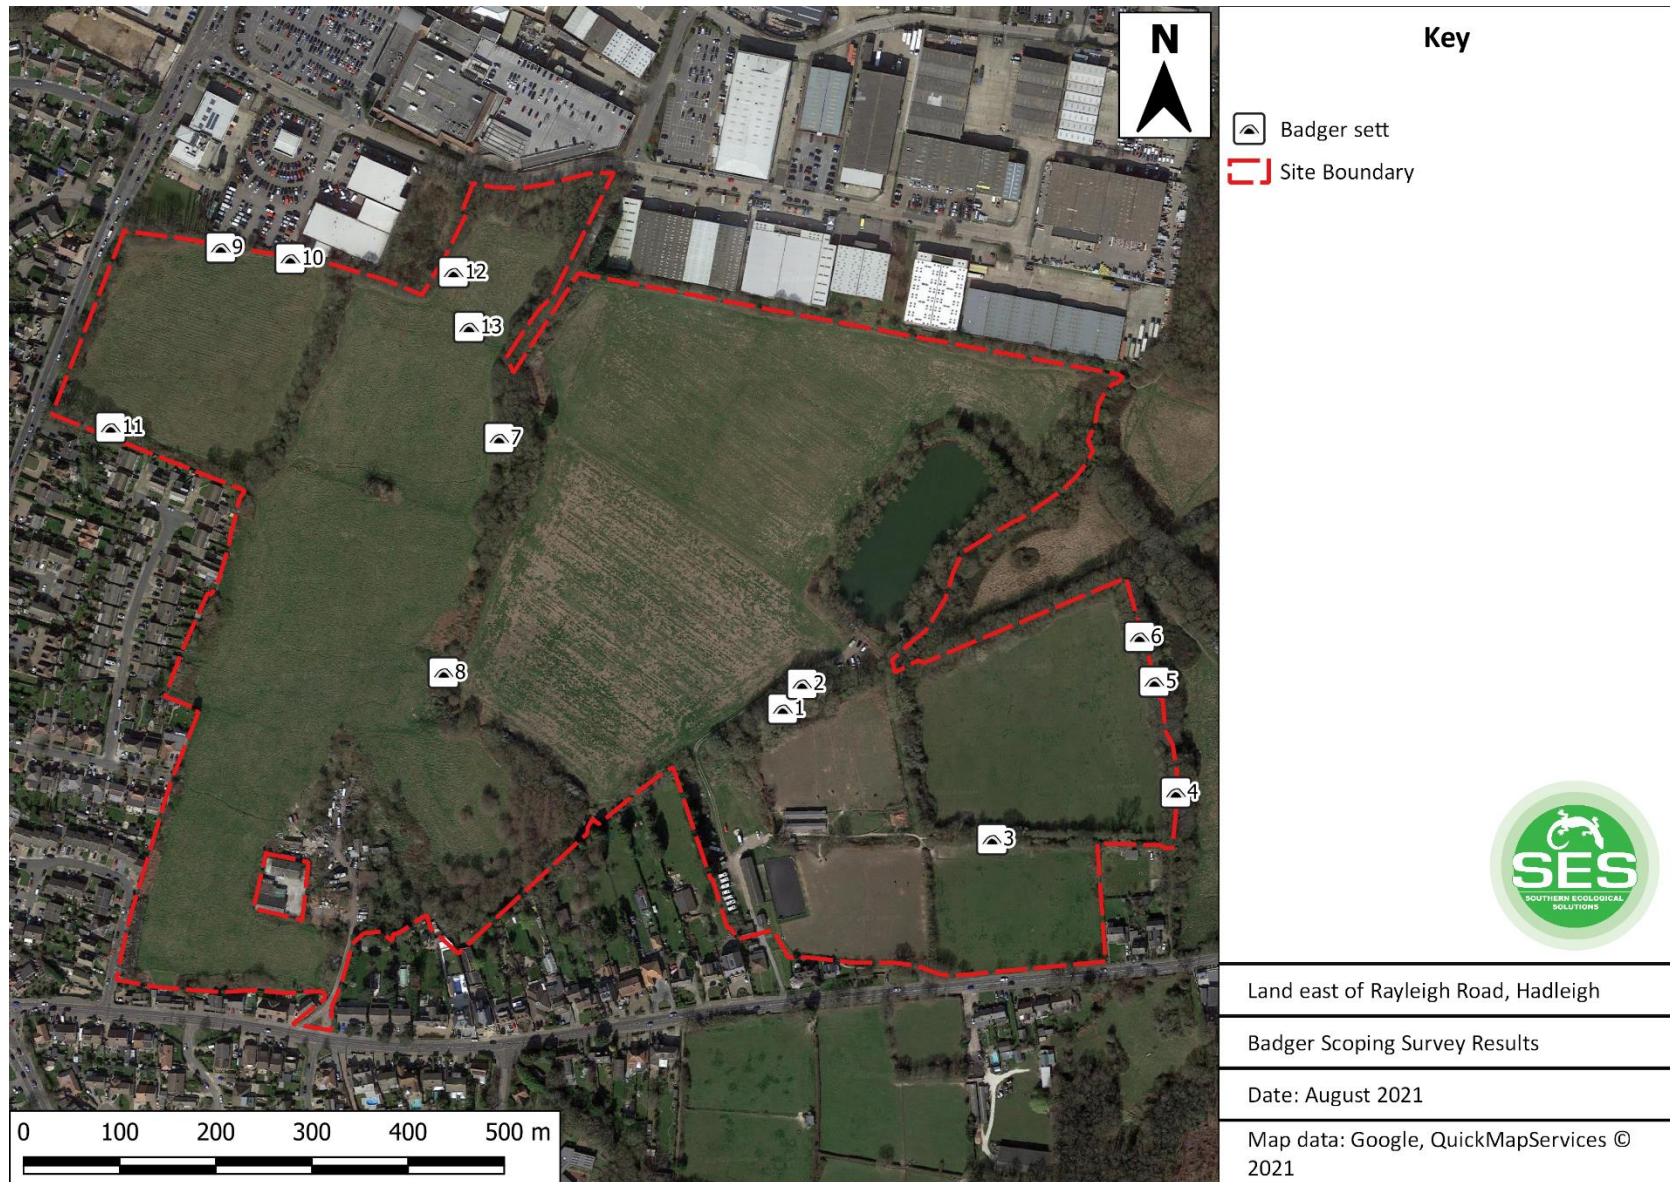 N
Key
Badger sett
Site Boundary
9
10
12
13
11
7
6
8
2
5
1
4
3
SES
SOUTHERN ECOLOGICAL
SOLUTIONS
Land east of Rayleigh Road, Hadleigh
Badger Scoping Survey Results
Date: August 2021
Map data: Google, QuickMapServices ©
2021
0 100 200 300 400 500 m